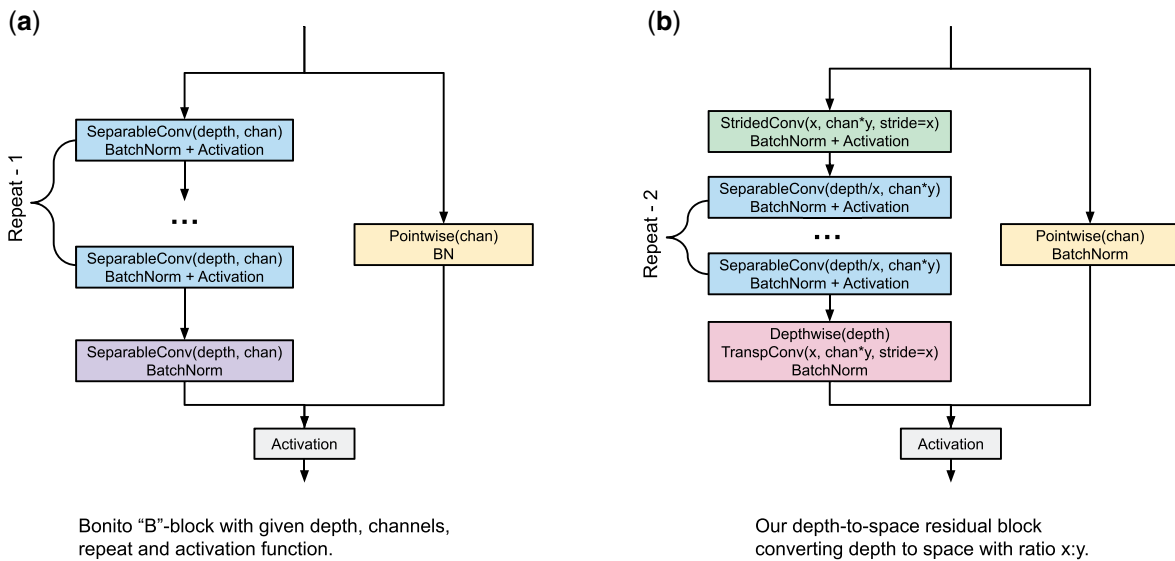 (a)
SeparableConv(depth, chan)
BatchNorm + Activation
Repeat - 1
...
SeparableConv(depth, chan)
BatchNorm + Activation
Pointwise(chan)
BN
SeparableConv(depth, chan)
BatchNorm
Activation
Bonito “B”-block with given depth, channels,
repeat and activation function.
(b)
StridedConv(x, chan*y, stride=x)
BatchNorm + Activation
SeparableConv(depth/x, chan*y)
BatchNorm + Activation
Repeat - 2
...
SeparableConv(depth/x, chan*y)
BatchNorm + Activation
Pointwise(chan)
BatchNorm
Depthwise(depth)
TranspConv(x, chan*y, stride=x)
BatchNorm
Activation
Our depth-to-space residual block
converting depth to space with ratio x:y.